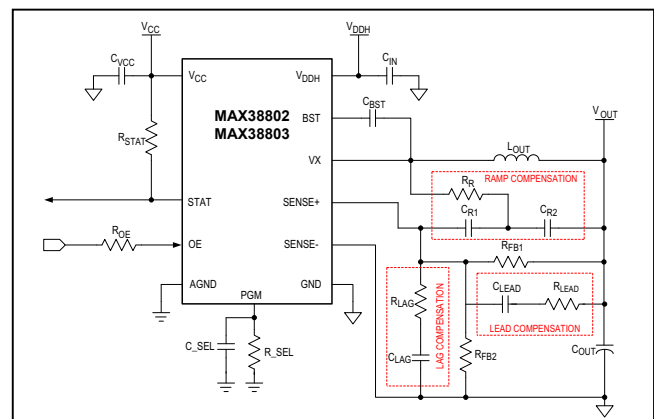 VCC
VDDH
CVCC
CIN
VCC
VDDH
MAX38802
MAX38803
BST
CBST
VOUT
RSTAT
VX
LOUT
RR
RAMP COMPENSATION
STAT
SENSE+
CR1
CR2
ROE
OE
SENSE-
RFB1
AGND
GND
CLEAD
RLEAD
RLAG
LAG COMPENSATION
LEAD COMPENSATION
PGM
C_SEL
R_SEL
CLAG
RFB2
COUT